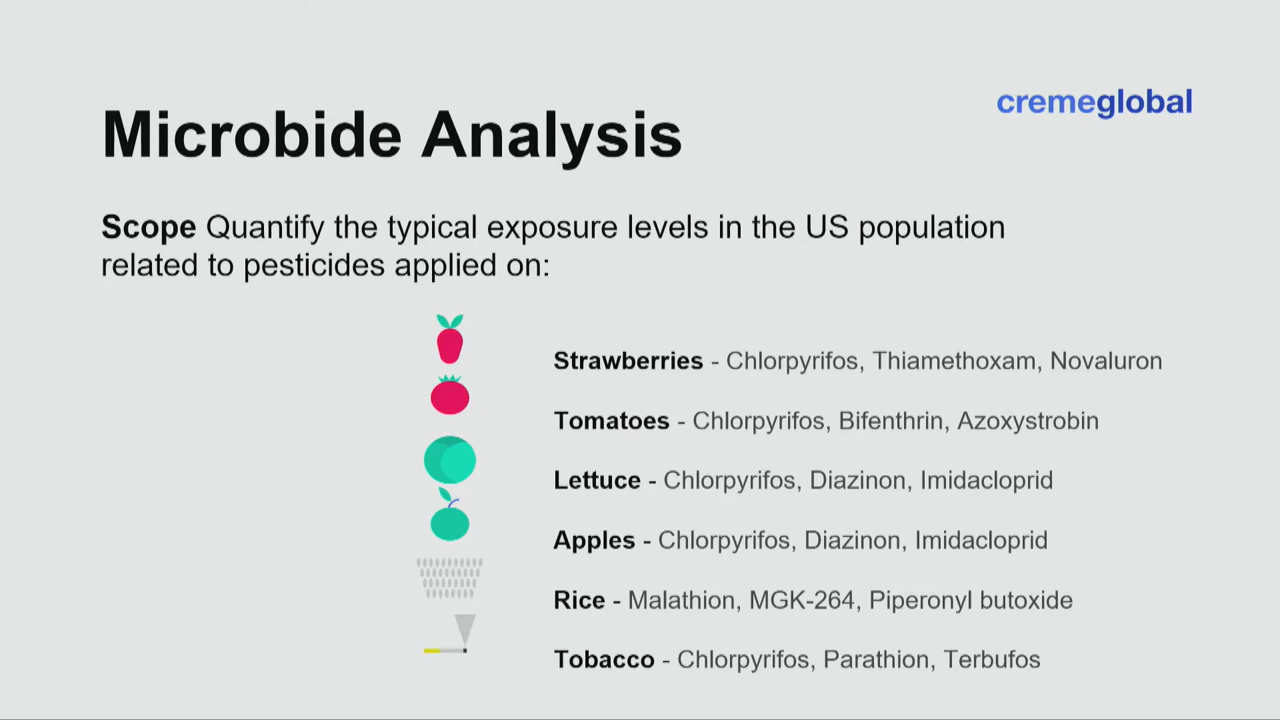 cremeglobal
Microbide Analysis
Scope Quantify the typical exposure levels in the US population
related to pesticides applied on:
Strawberries - Chlorpyrifos, Thiamethoxam, Novaluron
Tomatoes - Chlorpyrifos, Bifenthrin, Azoxystrobin
Lettuce - Chlorpyrifos, Diazinon, Imidacloprid
Apples - Chlorpyrifos, Diazinon, Imidacloprid
Rice - Malathion, MGK-264, Piperonyl butoxide
Tobacco - Chlorpyrifos, Parathion, Terbufos